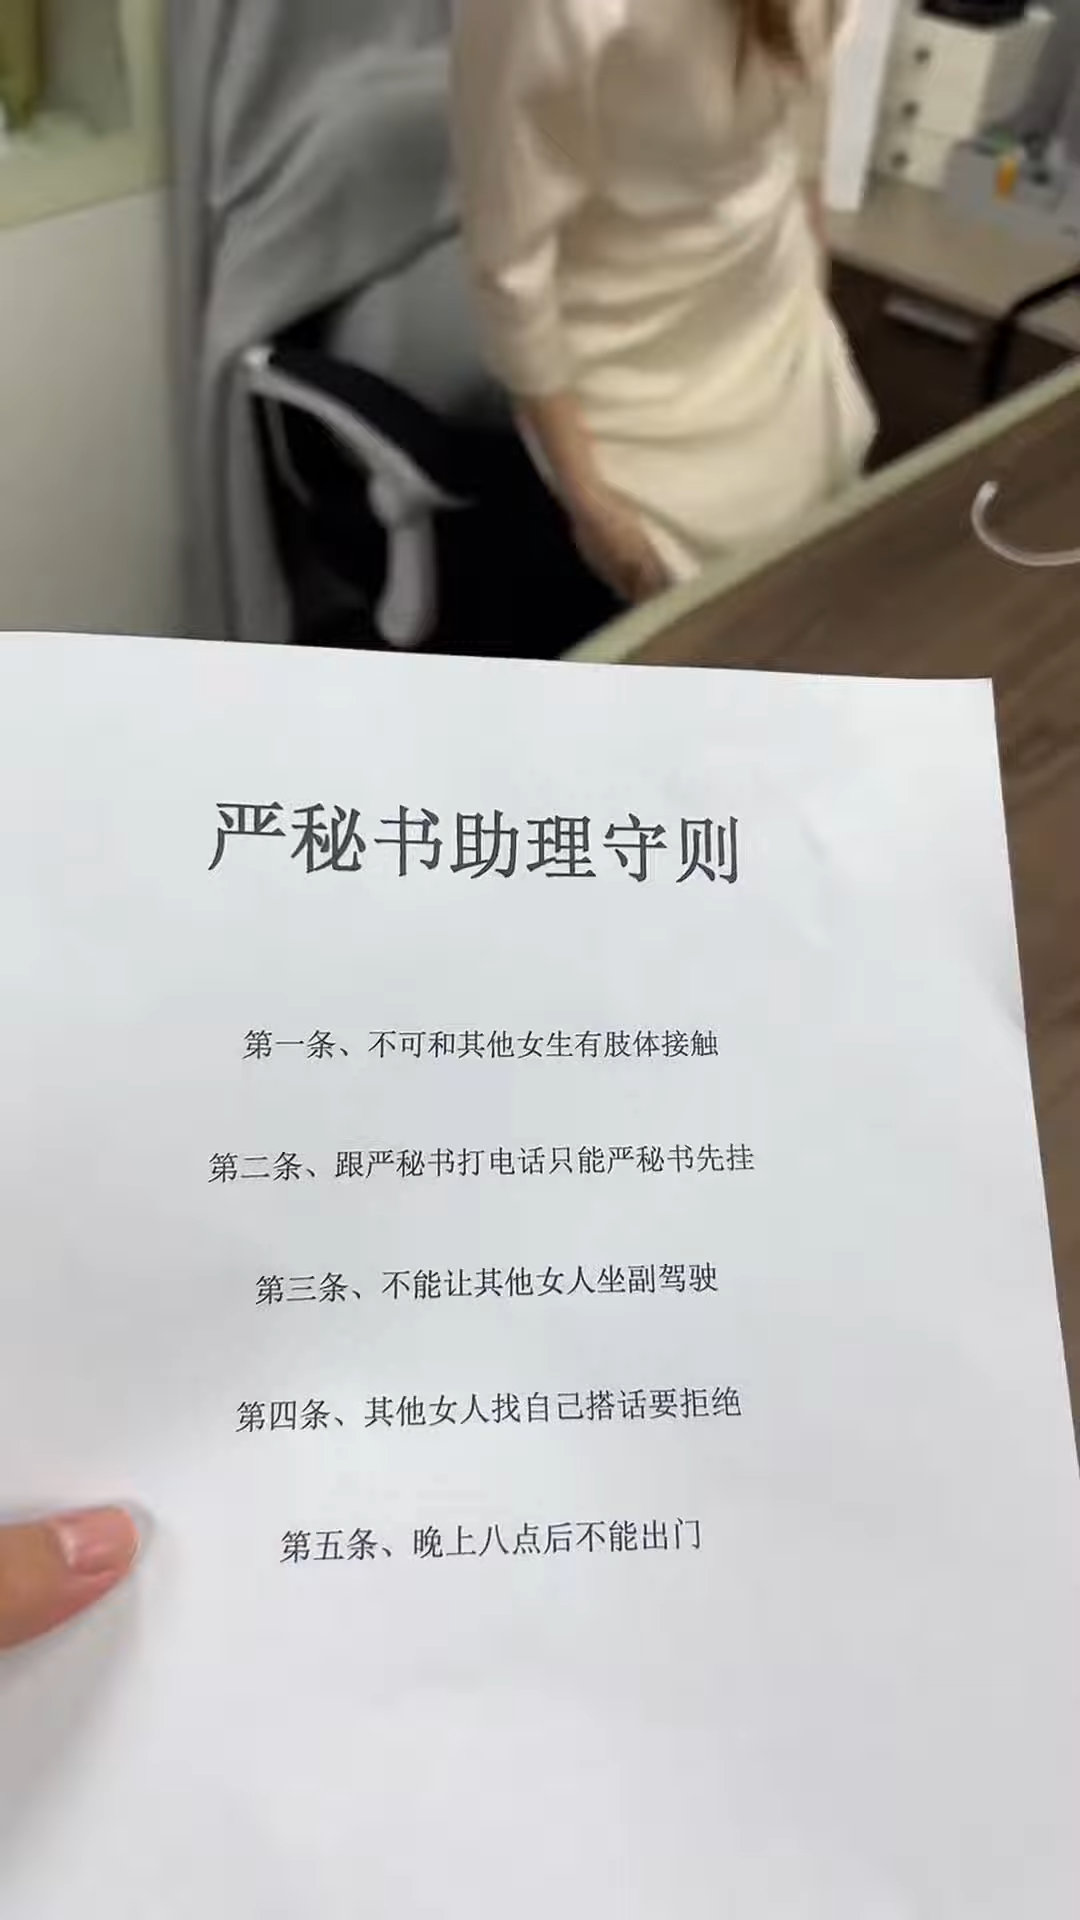 严秘书助理守则
第一条、不可和其他女生有肢体接触
第二条、跟严秘书打电话只能严秘书先挂
第三条、不能让其他女人坐副驾驶
第四条、其他女人找自己搭话要拒绝
第五条、晚上八点后不能出门